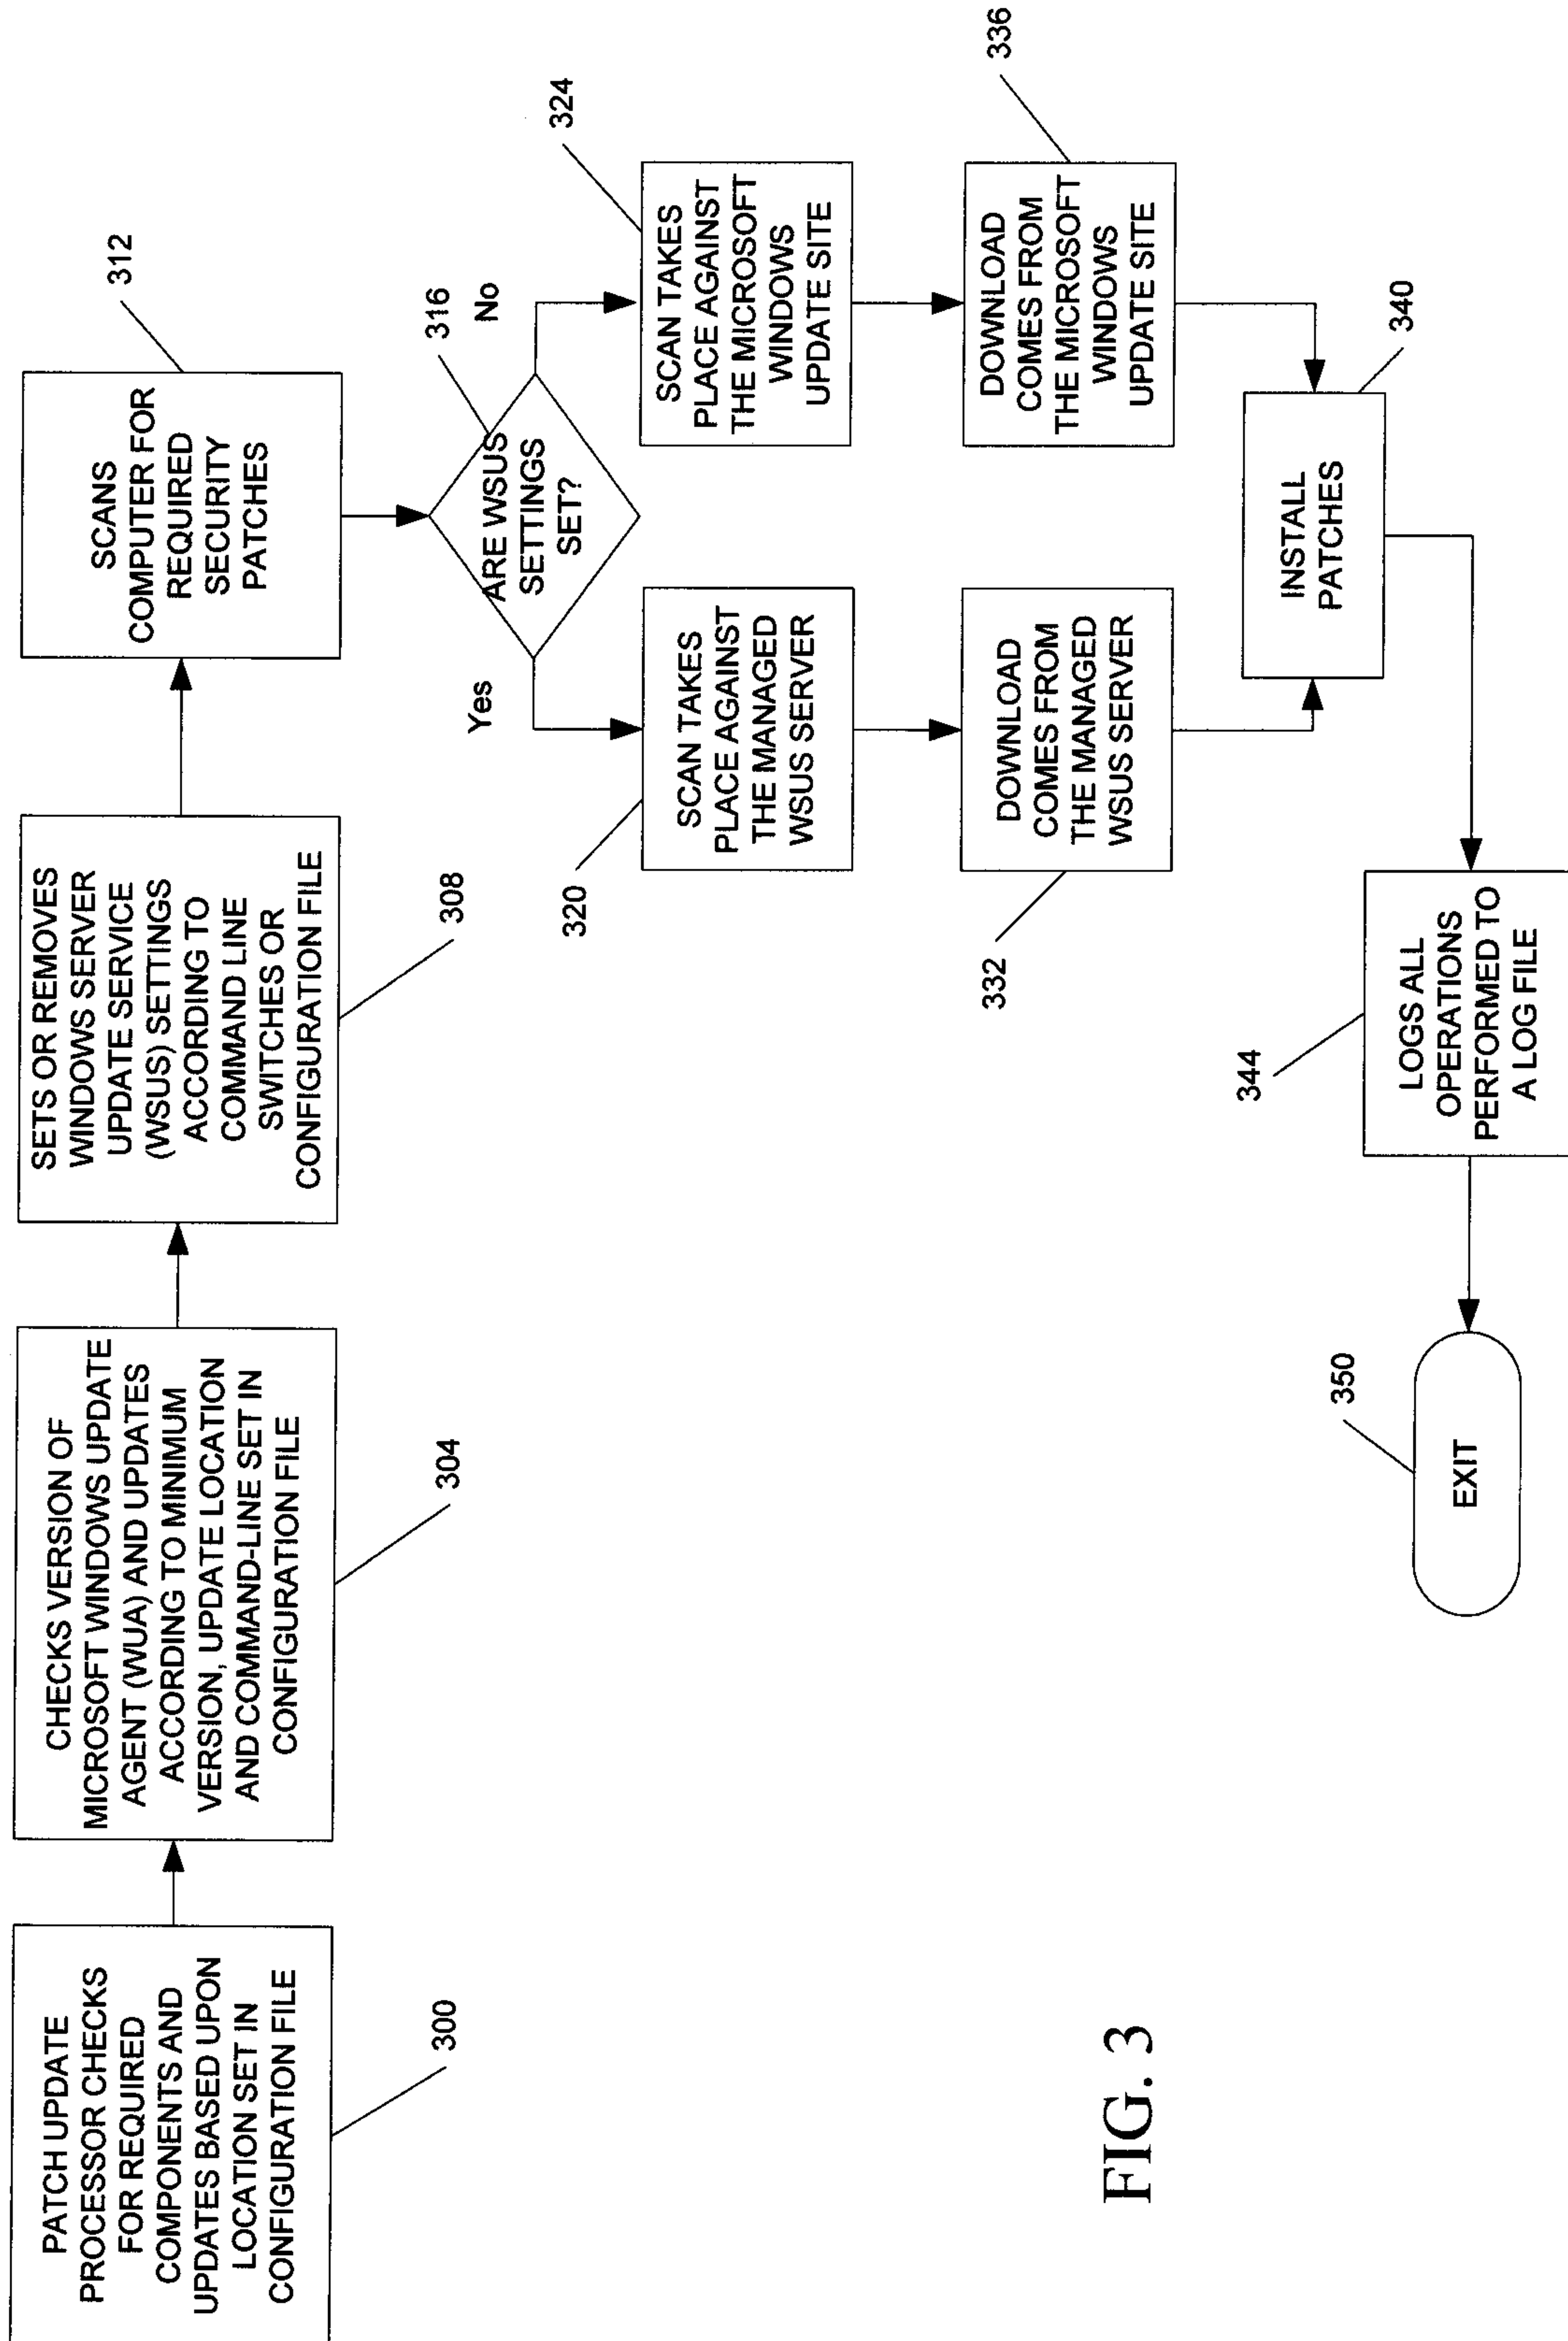 PATCH UPDATE
PROCESSOR CHECKS
FOR REQUIRED
COMPONENTS AND
UPDATES BASED UPON
LOCATION SET IN
CONFIGURATION FILE
300
CHECKS VERSION OF
MICROSOFT WINDOWS UPDATE
AGENT (WUA) AND UPDATES
ACCORDING TO MINIMUM
VERSION, UPDATE LOCATION
AND COMMAND-LINE SET IN
CONFIGURATION FILE
304
SETS OR REMOVES
WINDOWS SERVER
UPDATE SERVICE
(WSUS) SETTINGS
ACCORDING TO
COMMAND LINE
SWITCHES OR
CONFIGURATION FILE
308
SCANS
COMPUTER FOR
REQUIRED
SECURITY
PATCHES
312
ARE WSUS
SETTINGS
SET?
316
Yes
No
SCAN TAKES
PLACE AGAINST
THE MANAGED
WSUS SERVER
320
SCAN TAKES
PLACE AGAINST
THE MICROSOFT
WINDOWS
UPDATE SITE
324
DOWNLOAD
COMES FROM
THE MANAGED
WSUS SERVER
332
DOWNLOAD
COMES FROM
THE MICROSOFT
WINDOWS
UPDATE SITE
336
INSTALL
PATCHES
340
LOGS ALL
OPERATIONS
PERFORMED TO
A LOG FILE
344
EXIT
350
FIG. 3